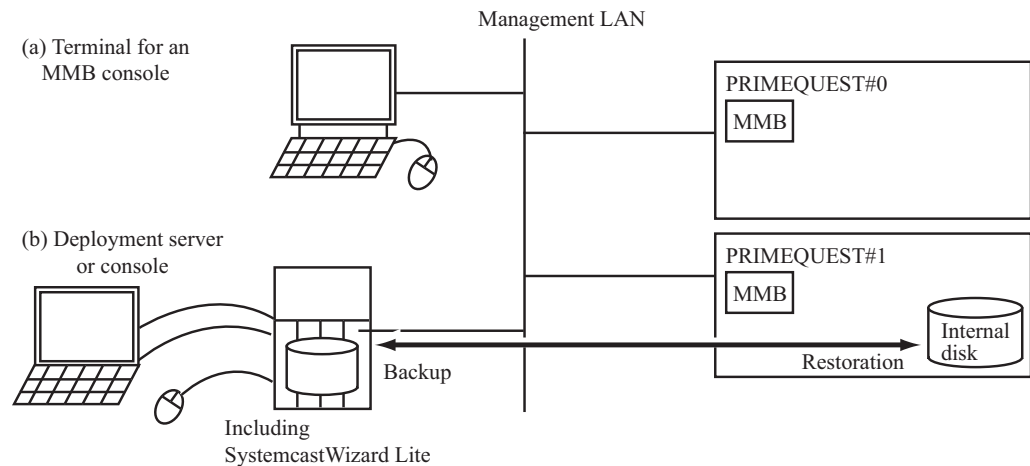 Management LAN
(a) Terminal for an
MMB console
PRIMEQUEST#0
MMB
(b) Deployment server
or console
PRIMEQUEST#1
MMB
Internal
disk
Backup
Restoration
Including
SystemcastWizard Lite